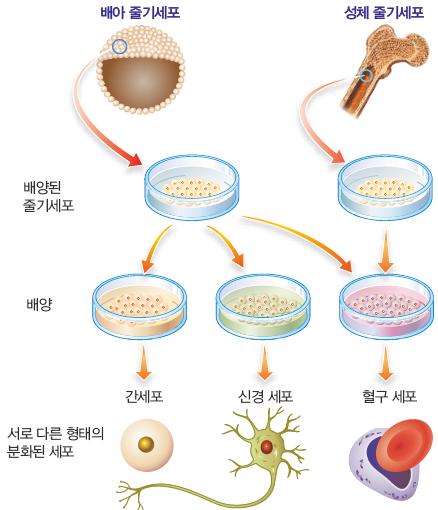 배아 줄기세포
성체 줄기세포
배양된
줄기세포
배양
간세포
신경 세포
혈구 세포
서로 다른 형태의
분화된 세포